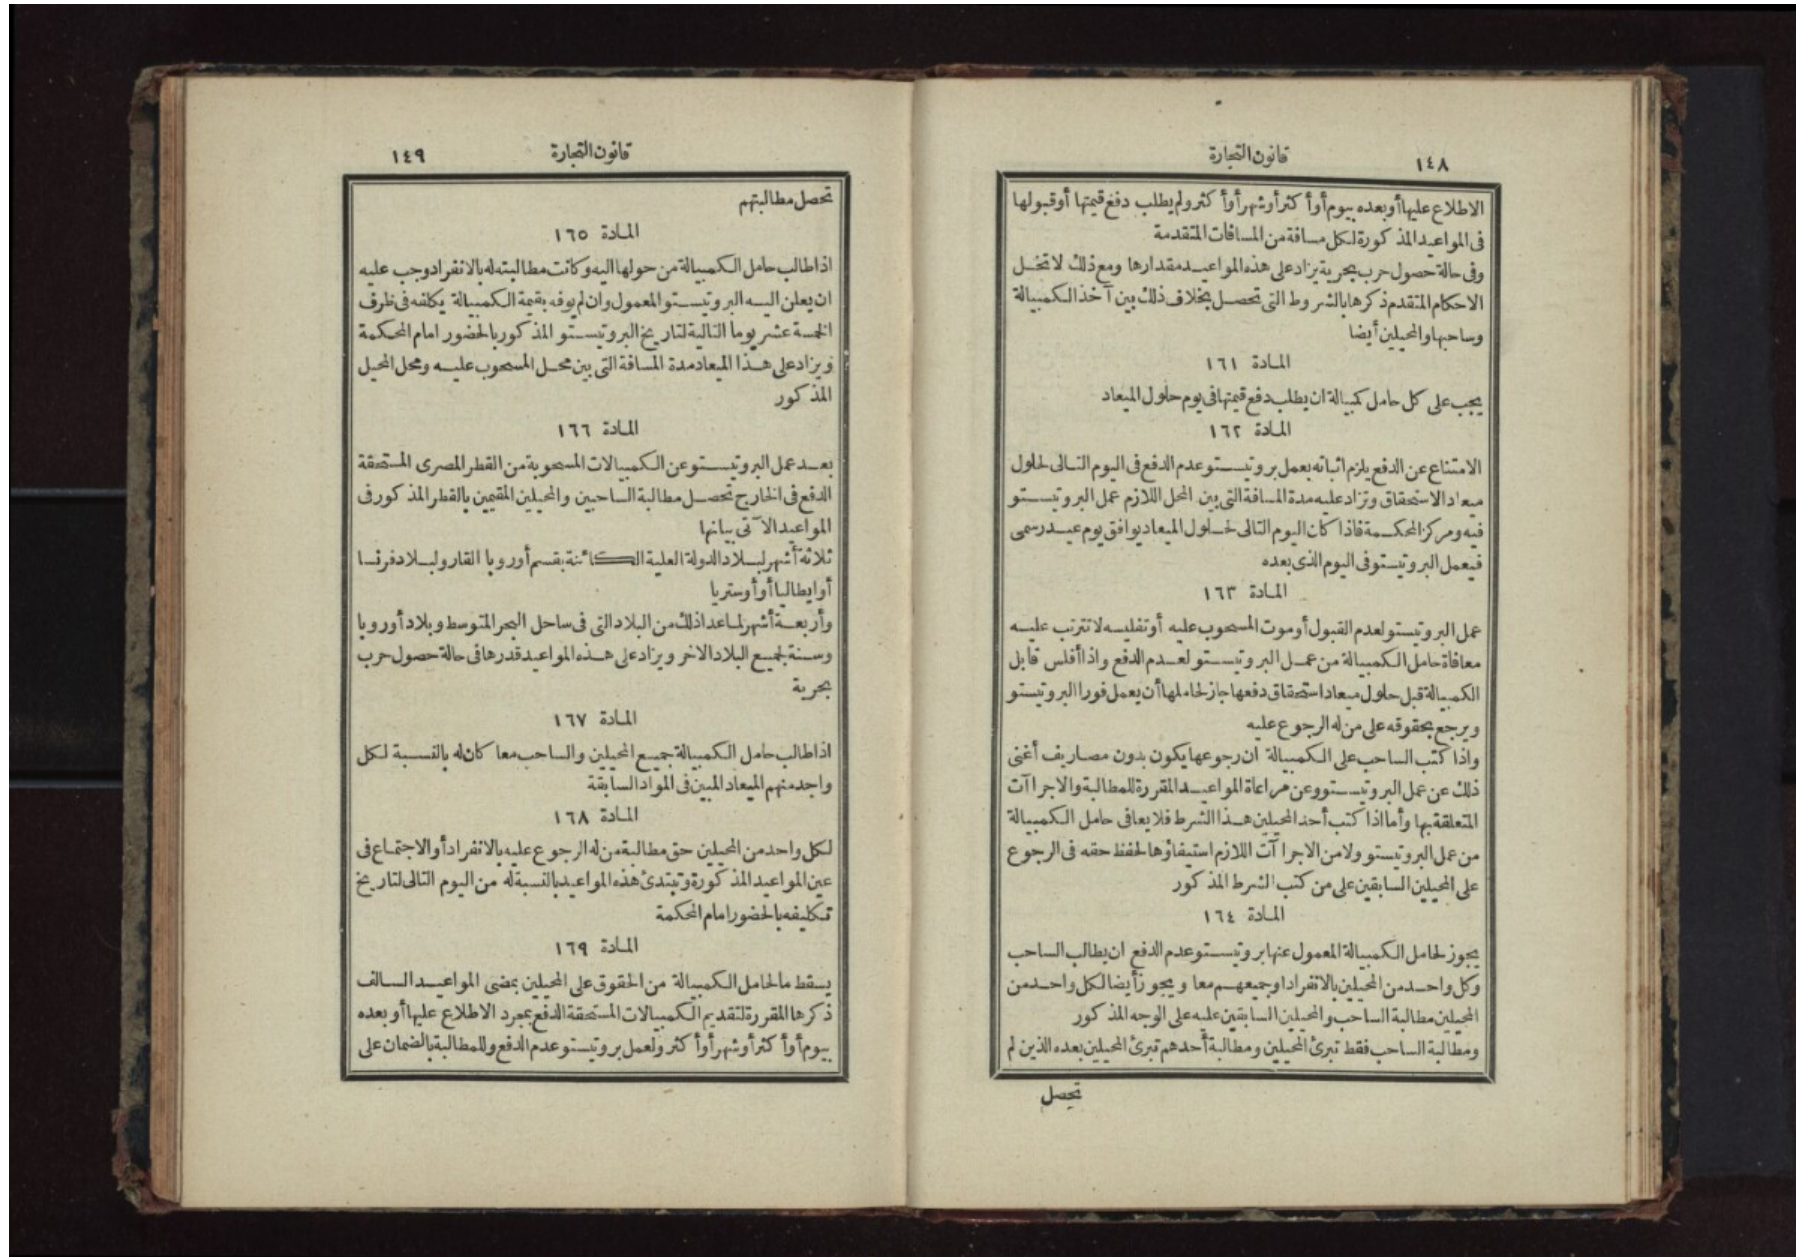 ١٤٨
قانون التجارة
الاطلاع عليها أو بعده بيوم أو أكثر أو شهر أو أكثر ولم يطلب دفع قيمتها أو قبولها
فى المواعيد المذكورة لكل مسافة من المسافات المتقدمة
وفى حالة حصول حرب بحرية يزاد على هذه المواعيد مقدارها ومع ذلك لا تخل
الاحكام المتقدم ذكرها بالشروط التى تحصل بخلاف ذلك بين آخذ الكمبيالة
وساحبها والمحيلين أيضا
المادة ١٦١
يجب على كل حامل كمبيالة ان يطلب دفع قيمتها فى يوم حلول الميعاد
المادة ١٦٢
الامتناع عن الدفع يلزم اثباته بعمل بروتيستو عدم الدفع فى اليوم التالى لحلول
ميعاد الاستحقاق وتزاد عليه مدة المسافة التى بين المحل اللازم عمل البروتيستو
فيه ومركز المحكمة فاذا كان اليوم التالى لحلول الميعاد يوافق يوم عيد رسمى
فيعمل البروتيستو فى اليوم الذى بعده
المادة ١٦٣
عمل البروتيستو لعدم القبول أو موت المسحوب عليه أو تفليسه لا تترتب عليه
معافاة حامل الكمبيالة من عمل البروتيستو لعدم الدفع واذا أفلس قابل
الكمبيالة قبل حلول ميعاد استحقاق دفعها جاز لحاملها أن يعمل فورا البروتيستو
ويرجع بحقوقه على من له الرجوع عليه
واذا كتب الساحب على الكمبيالة ان رجوعها يكون بدون مصاريف أغنى
ذلك عن عمل البروتيستو وعن مراعاة المواعيد المقررة للمطالبة والاجراآت
المتعلقة بها وأما اذا كتب أحد المحيلين هذا الشرط فلا يعافى حامل الكمبيالة
من عمل البروتيستو ولا من الاجراآت اللازم استيفاؤها لحفظ حقه فى الرجوع
على المحيلين السابقين على من كتب الشرط المذكور
المادة ١٦٤
يجوز لحامل الكمبيالة المعمول عنها بروتيستو عدم الدفع ان يطالب الساحب
وكل واحد من المحيلين بالانفراد او جميعهم معا ويجوز أيضا لكل واحد من
المحيلين مطالبة الساحب والمحيلين السابقين عليه على الوجه المذكور
ومطالبة الساحب فقط تبرئ المحيلين ومطالبة أحدهم تبرئ المحيلين بعده الذين لم
تحصل
قانون التجارة
١٤٩
تحصل مطالبتهم
المادة ١٦٥
اذا طالب حامل الكمبيالة من حولها اليه وكانت مطالبته له بالانفراد وجب عليه
ان يعلن اليه البروتيستو المعمول وان لم يوفه بقيمة الكمبيالة يكلفه فى ظرف
الخمسة عشر يوما التالية لتاريخ البروتيستو المذكور بالحضور امام المحكمة
ويزاد على هذا الميعاد مدة المسافة التى بين محل المسحوب عليه ومحل المحيل
المذكور
المادة ١٦٦
بعد عمل البروتيستو عن الكمبيالات المسحوبة من القطر المصرى المستحقة
الدفع فى الخارج تحصل مطالبة الساحبين والمحيلين المقيمين بالقطر المذكور فى
المواعيد الآتى بيانها
ثلاثة أشهر لبلاد الدولة العلية الكائنة بقسم أوروبا القار ولبلاد فرنسا
أو ايطاليا أو أوستريا
وأربعة أشهر لما عدا ذلك من البلاد التى فى ساحل البحر المتوسط وبلاد أوروبا
وسنة لجميع البلاد الاخر ويزاد على هذه المواعيد قدرها فى حالة حصول حرب
بحرية
المادة ١٦٧
اذا طالب حامل الكمبيالة جميع المحيلين والساحب معا كان له بالنسبة لكل
واحد منهم الميعاد المبين فى المواد السابقة
المادة ١٦٨
لكل واحد من المحيلين حق مطالبة من له الرجوع عليه بالانفراد أو الاجتماع فى
عين المواعيد المذكورة وتبتدئ هذه المواعيد بالنسبة له من اليوم التالى لتاريخ
تكليفه بالحضور امام المحكمة
المادة ١٦٩
يسقط ما لحامل الكمبيالة من الحقوق على المحيلين بمضى المواعيد السالف
ذكرها المقررة لتقديم الكمبيالات المستحقة الدفع بمجرد الاطلاع عليها أو بعده
بيوم أو أكثر أو شهر أو أكثر ولعمل بروتيستو عدم الدفع وللمطالبة بالضمان على